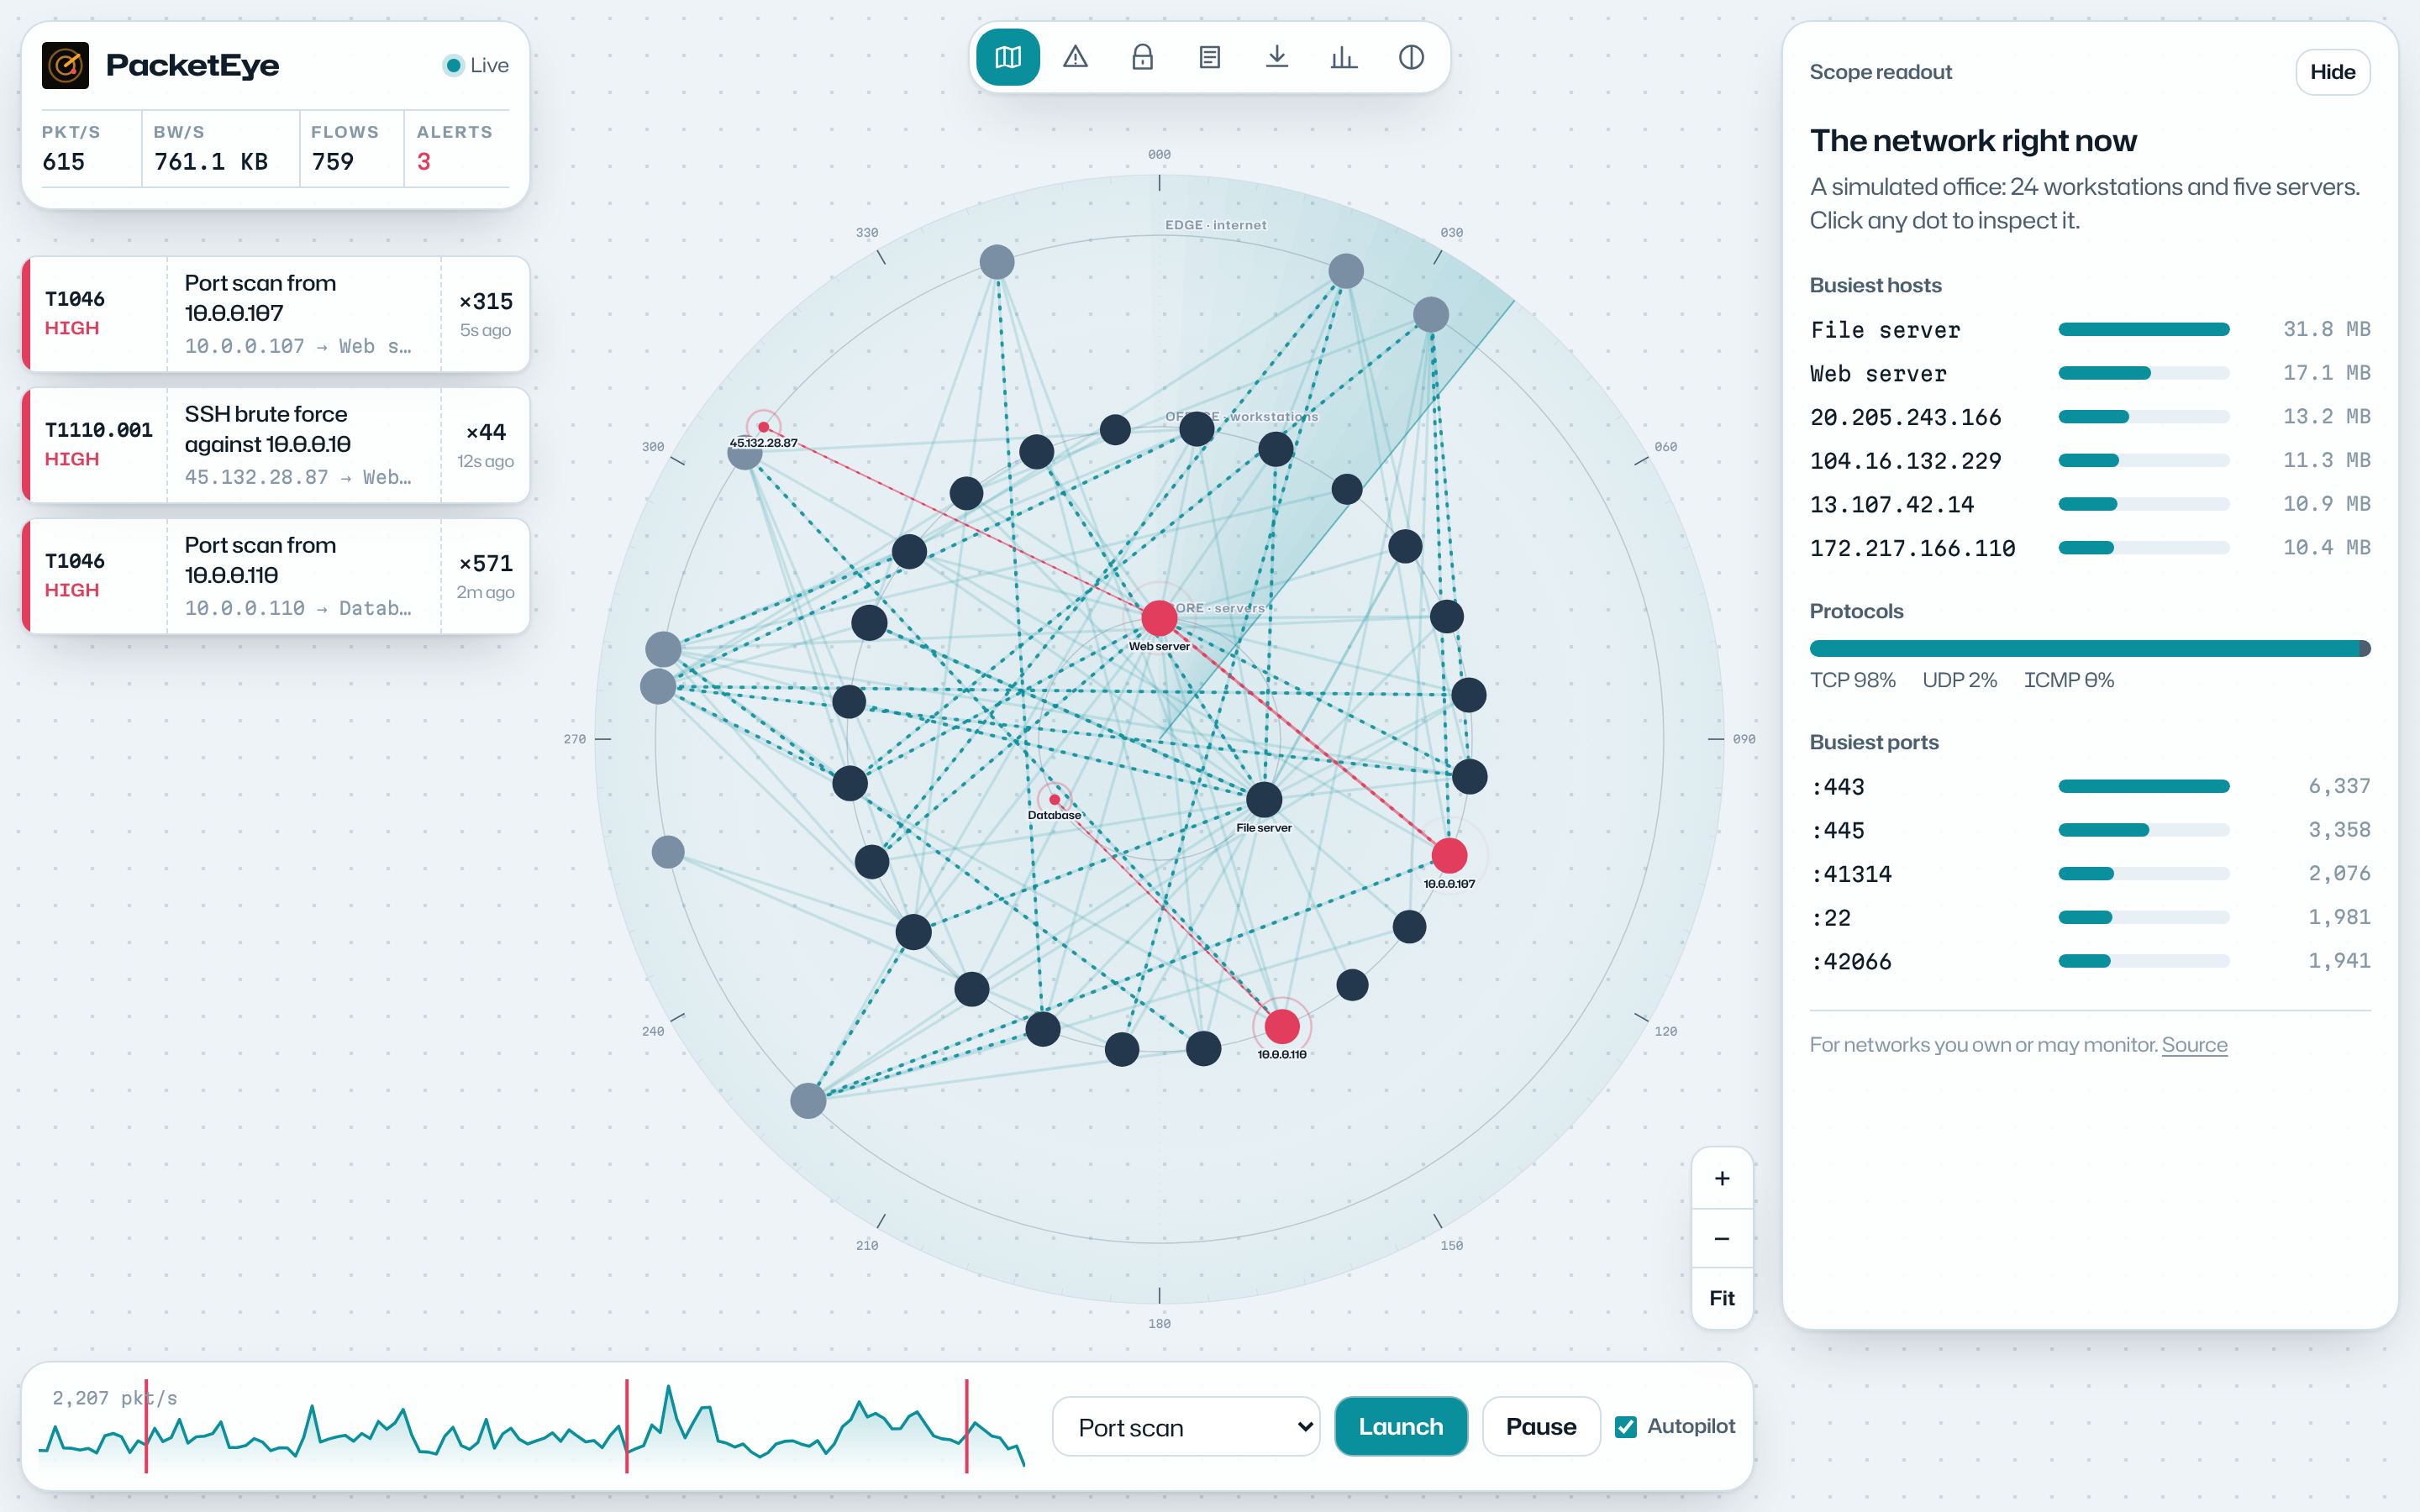 PacketEye
Live
PKT/S
BW/S
FLOWS
ALERTS
615
761.1 KB
759
3
T1046
HIGH
Port scan from
10.0.0.107
10.0.0.107 → Web s…
×315
5s ago
T1110.001
HIGH
SSH brute force
against 10.0.0.10
45.132.28.87 → Web…
×44
12s ago
T1046
HIGH
Port scan from
10.0.0.110
10.0.0.110 → Datab…
×571
2m ago
000
030
060
090
120
150
180
210
240
270
300
330
EDGE · internet
workstations
servers
45.132.28.87
Web server
Database
File server
10.0.0.107
10.0.0.110
+
−
Fit
2,207 pkt/s
Port scan
Launch
Pause
Autopilot
Scope readout
Hide
The network right now
A simulated office: 24 workstations and five servers.
Click any dot to inspect it.
Busiest hosts
File server 31.8 MB
Web server 17.1 MB
20.205.243.166 13.2 MB
104.16.132.229 11.3 MB
13.107.42.14 10.9 MB
172.217.166.110 10.4 MB
Protocols
TCP 98% UDP 2% ICMP 0%
Busiest ports
:443 6,337
:445 3,358
:41314 2,076
:22 1,981
:42066 1,941
For networks you own or may monitor. Source